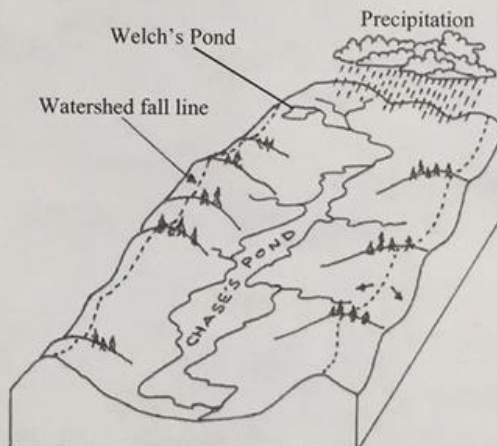 Precipitation
Welch's Pond
Watershed fall line
CHASE'S POND